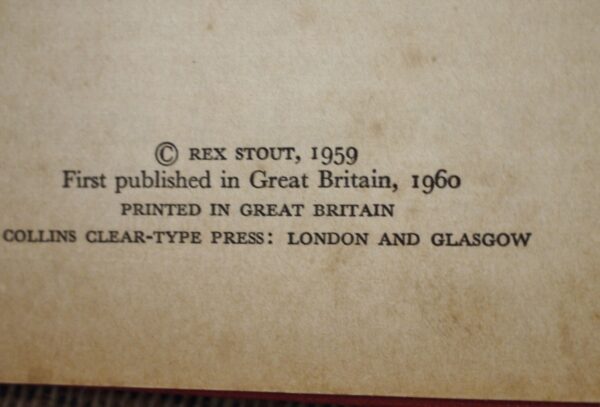 © REX STOUT, 1959
First published in Great Britain, 1960
PRINTED IN GREAT BRITAIN
COLLINS CLEAR-TYPE PRESS: LONDON AND GLASGOW